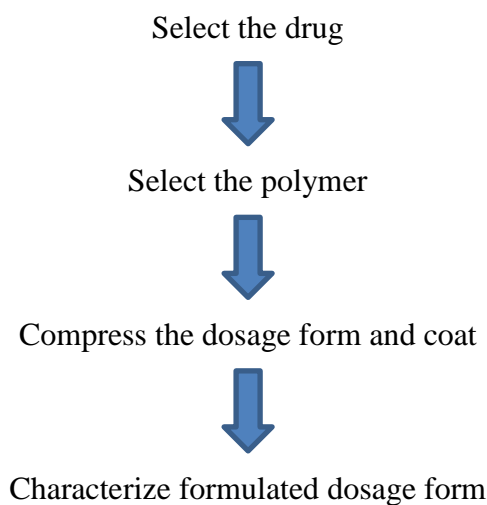 Select the drug
Select the polymer
Compress the dosage form and coat
Characterize formulated dosage form